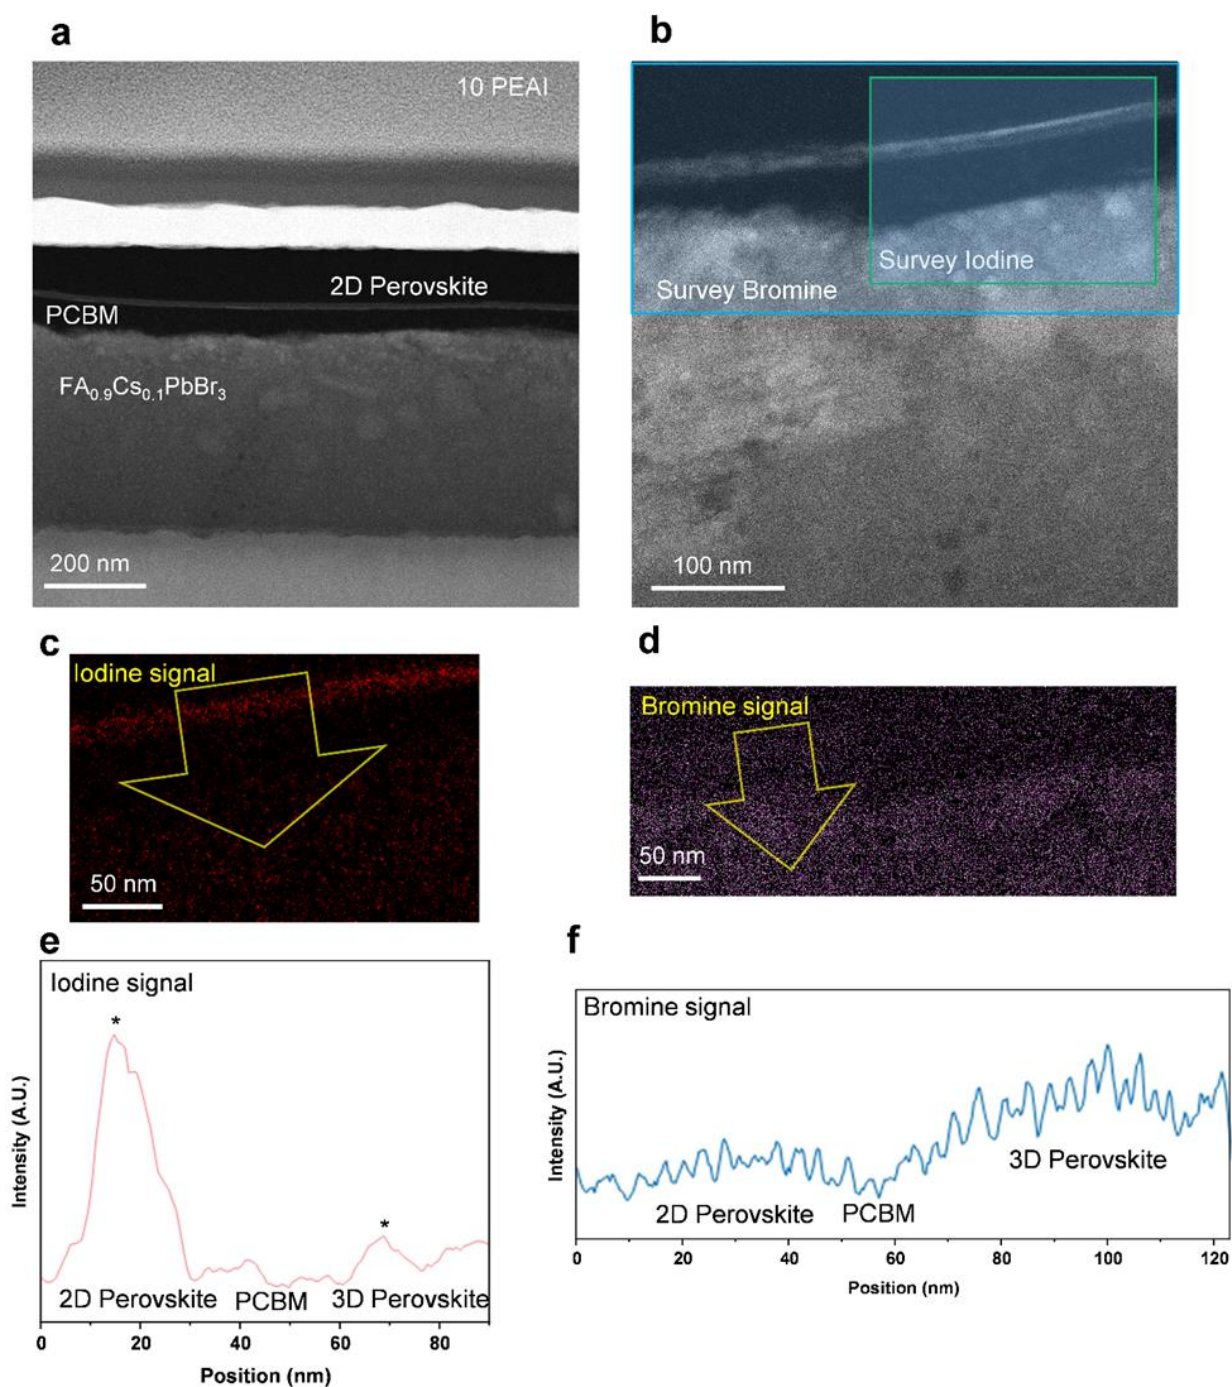 a
10 PEAI
2D Perovskite
PCBM
FA0.9Cs0.1PbBr3
200 nm
b
Survey Iodine
Survey Bromine
100 nm
c
Iodine signal
50 nm
d
Bromine signal
50 nm
e
Iodine signal
*
*
2D Perovskite
PCBM
3D Perovskite
0 20 40 60 80
Position (nm)
Intensity (A.U.)
f
Bromine signal
3D Perovskite
2D Perovskite
PCBM
0 20 40 60 80 100 120
Position (nm)
Intensity (A.U.)